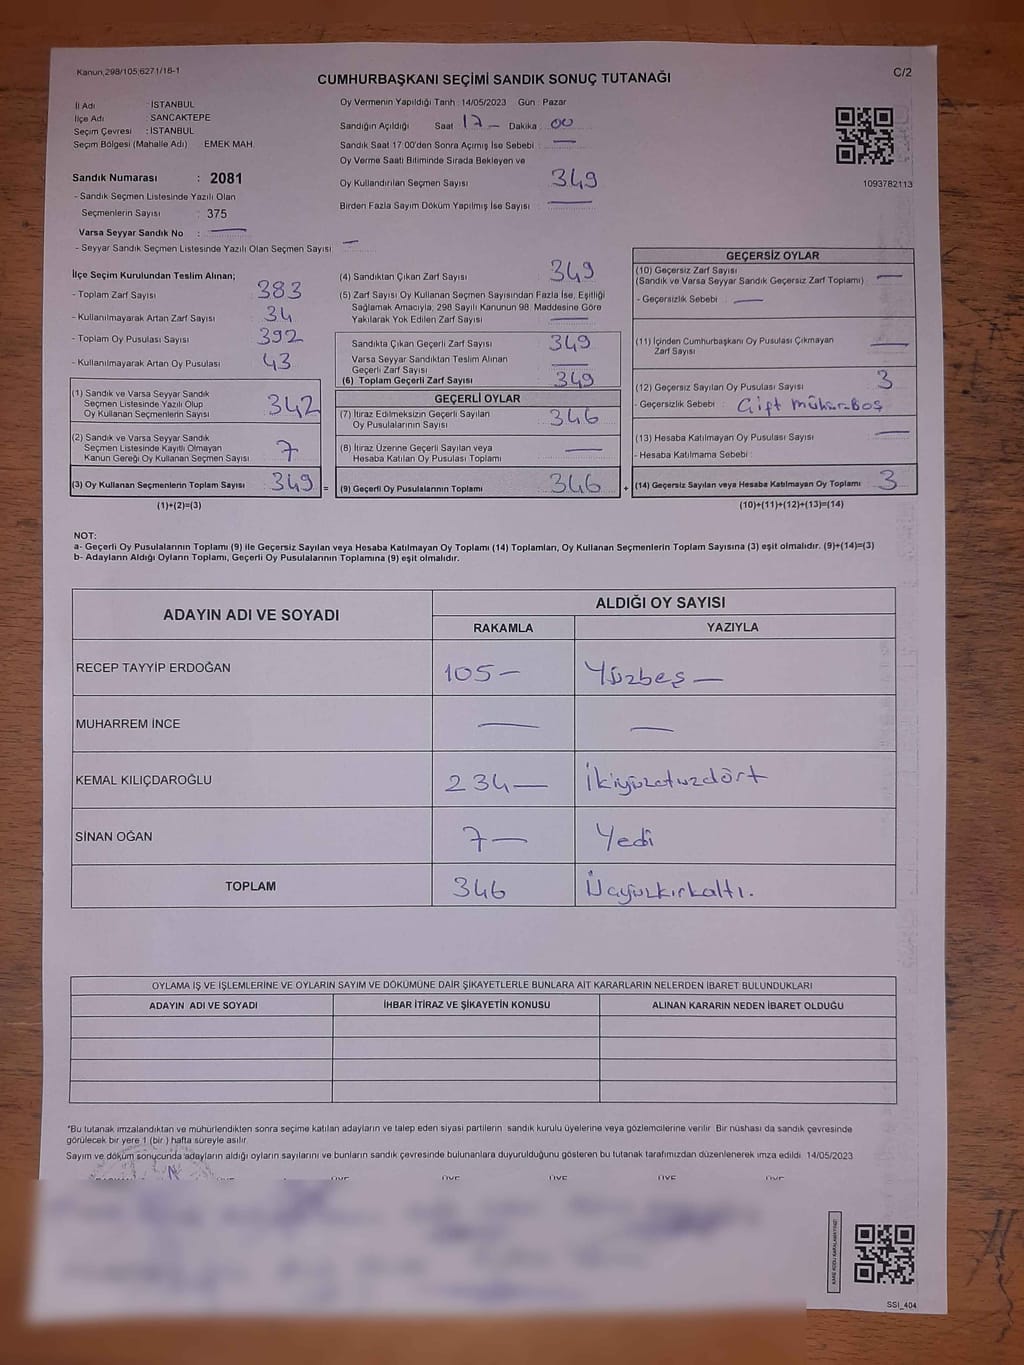 Kanun,298/105;6271/18-1
CUMHURBAŞKANI SEÇİMİ SANDIK SONUÇ TUTANAĞI
C/2
İl Adı : İSTANBUL
İlçe Adı : SANCAKTEPE
Seçim Çevresi : İSTANBUL
Seçim Bölgesi (Mahalle Adı) EMEK MAH.
Sandık Numarası : 2081
- Sandık Seçmen Listesinde Yazılı Olan
Seçmenlerin Sayısı : 375
Varsa Seyyar Sandık No : —
- Seyyar Sandık Seçmen Listesinde Yazılı Olan Seçmen Sayısı: —
Oy Vermenin Yapıldığı Tarih : 14/05/2023 Gün : Pazar
Sandığın Açıldığı Saat 17 — Dakika : 00
Sandık Saat 17:00'den Sonra Açımış İse Sebebi : —
Oy Verme Saati Bitiminde Sırada Bekleyen ve
Oy Kullandırılan Seçmen Sayısı 349
Birden Fazla Sayım Döküm Yapılmış İse Sayısı : —
1093782113
İlçe Seçim Kurulundan Teslim Alınan;
- Toplam Zarf Sayısı : 383
- Kullanılmayarak Artan Zarf Sayısı : 34
- Toplam Oy Pusulası Sayısı : 392
- Kullanılmayarak Artan Oy Pusulası : 43
(1) Sandık ve Varsa Seyyar Sandık
Seçmen Listesinde Yazılı Olup
Oy Kullanan Seçmenlerin Sayısı 342
(2) Sandık ve Varsa Seyyar Sandık
Seçmen Listesinde Kayıtlı Olmayan
Kanun Gereği Oy Kullanan Seçmen Sayısı 7
(3) Oy Kullanan Seçmenlerin Toplam Sayısı 349 =
(1)+(2)=(3)
(4) Sandıktan Çıkan Zarf Sayısı 349
(5) Zarf Sayısı Oy Kullanan Seçmen Sayısından Fazla İse, Eşitliği
Sağlamak Amacıyla; 298 Sayılı Kanunun 98. Maddesine Göre
Yakılarak Yok Edilen Zarf Sayısı —
Sandıkta Çıkan Geçerli Zarf Sayısı 349
Varsa Seyyar Sandıktan Teslim Alınan
Geçerli Zarf Sayısı —
(6) Toplam Geçerli Zarf Sayısı 349
GEÇERLİ OYLAR
(7) İtiraz Edilmeksizin Geçerli Sayılan
Oy Pusulalarının Sayısı 346
(8) İtiraz Üzerine Geçerli Sayılan veya
Hesaba Katılan Oy Pusulası Toplamı —
(9) Geçerli Oy Pusulalarının Toplamı 346 +
GEÇERSİZ OYLAR
(10) Geçersiz Zarf Sayısı
(Sandık ve Varsa Seyyar Sandık Geçersiz Zarf Toplamı) —
- Geçersizlik Sebebi : —
(11) İçinden Cumhurbaşkanı Oy Pusulası Çıkmayan
Zarf Sayısı —
(12) Geçersiz Sayılan Oy Pusulası Sayısı 3
- Geçersizlik Sebebi : Çift
(13) Hesaba Katılmayan Oy Pusulası Sayısı —
- Hesaba Katılmama Sebebi :
(14) Geçersiz Sayılan veya Hesaba Katılmayan Oy Toplamı 3
(10)+(11)+(12)+(13)=(14)
NOT:
a- Geçerli Oy Pusulalarının Toplamı (9) ile Geçersiz Sayılan veya Hesaba Katılmayan Oy Toplamı (14) Toplamları, Oy Kullanan Seçmenlerin Toplam Sayısına (3) eşit olmalıdır. (9)+(14)=(3)
b- Adayların Aldığı Oyların Toplamı, Geçerli Oy Pusulalarının Toplamına (9) eşit olmalıdır.
ADAYIN ADI VE SOYADI
ALDIĞI OY SAYISI
RAKAMLA YAZIYLA
RECEP TAYYİP ERDOĞAN 105— Yüzbeş —
MUHARREM İNCE — —
KEMAL KILIÇDAROĞLU 234— İkiyüzotuzdört
SİNAN OĞAN 7— Yedi
TOPLAM 346 Üçyüzkırkaltı.
OYLAMA İŞ VE İŞLEMLERİNE VE OYLARIN SAYIM VE DÖKÜMÜNE DAİR ŞİKAYETLERLE BUNLARA AİT KARARLARIN NELERDEN İBARET BULUNDUKLARI
ADAYIN ADI VE SOYADI İHBAR İTİRAZ VE ŞİKAYETİN KONUSU ALINAN KARARIN NEDEN İBARET OLDUĞU
*Bu tutanak imzalandıktan ve mühürlendikten sonra seçime katılan adayların ve talep eden siyasi partilerin sandık kurulu üyelerine veya gözlemcilerine verilir. Bir nüshası da sandık çevresinde
görülecek bir yere 1 (bir ) hafta süreyle asılır.
Sayım ve döküm sonucunda adayların aldığı oyların sayılarını ve bunların sandık çevresinde bulunanlara duyurulduğunu gösteren bu tutanak tarafımızdan düzenlenerek imza edildi. 14/05/2023
SSI_404